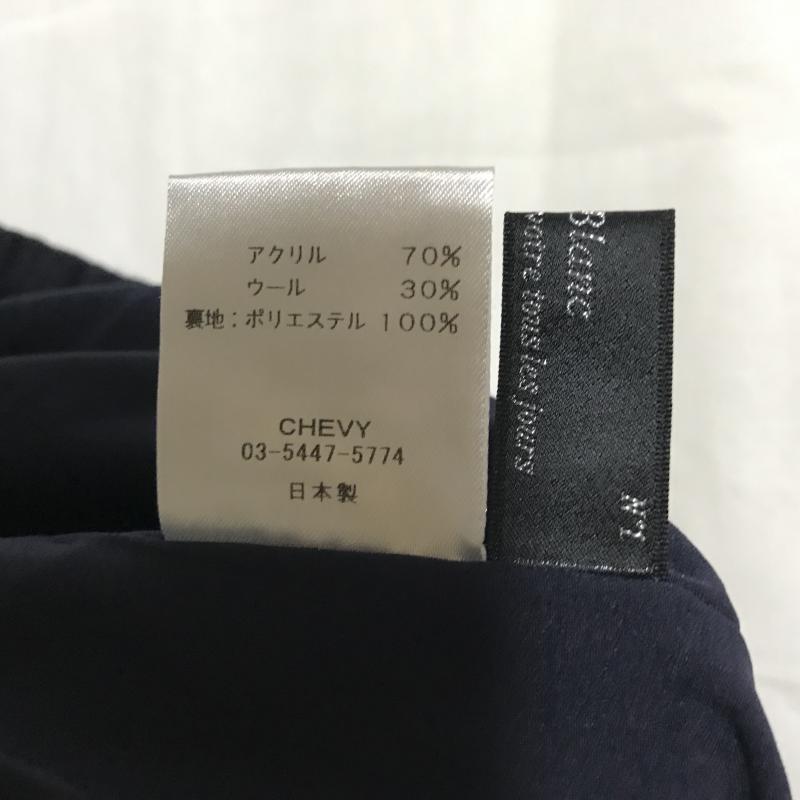 アクリル 70%
ウール 30%
裏地：ポリエステル 100%
CHEVY
03-5447-5774
日本製
Blanc
tous les jours